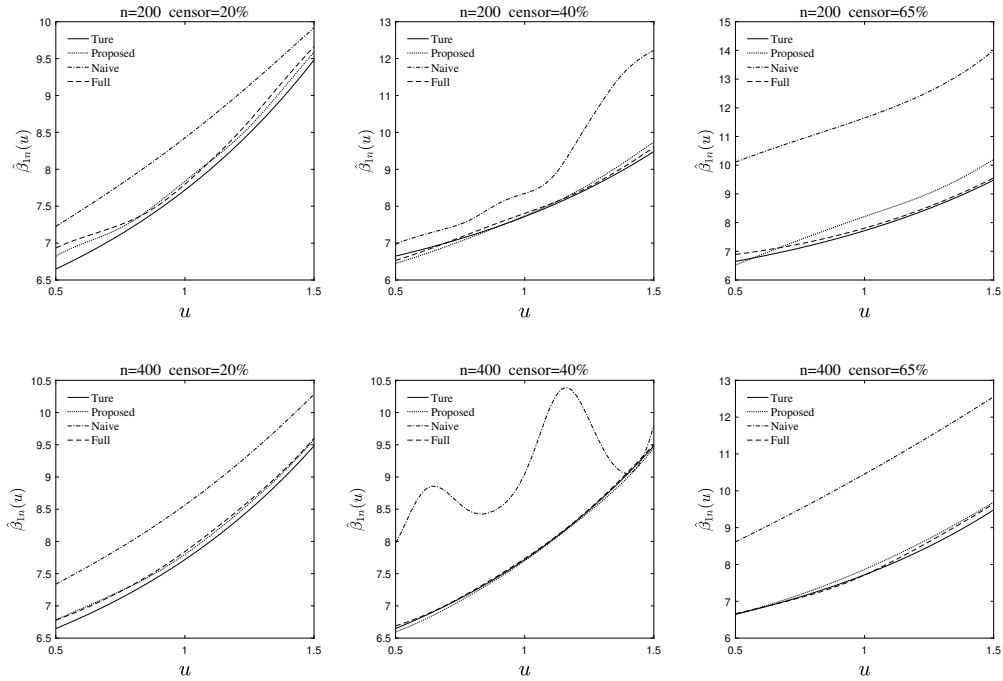 n=200 censor=20%
10
9.5
9
8.5
8
7.5
7
6.5
0.5
1
1.5
Ture
Proposed
Naive
Full
β̂₁ₙ(u)
u
n=200 censor=40%
13
12
11
10
9
8
7
6
0.5
1
1.5
Ture
Proposed
Naive
Full
β̂₁ₙ(u)
u
n=200 censor=65%
15
14
13
12
11
10
9
8
7
6
0.5
1
1.5
Ture
Proposed
Naive
Full
β̂₁ₙ(u)
u
n=400 censor=20%
10.5
10
9.5
9
8.5
8
7.5
7
6.5
0.5
1
1.5
Ture
Proposed
Naive
Full
β̂₁ₙ(u)
u
n=400 censor=40%
10.5
10
9.5
9
8.5
8
7.5
7
6.5
0.5
1
1.5
Ture
Proposed
Naive
Full
β̂₁ₙ(u)
u
n=400 censor=65%
13
12
11
10
9
8
7
6
0.5
1
1.5
Ture
Proposed
Naive
Full
β̂₁ₙ(u)
u